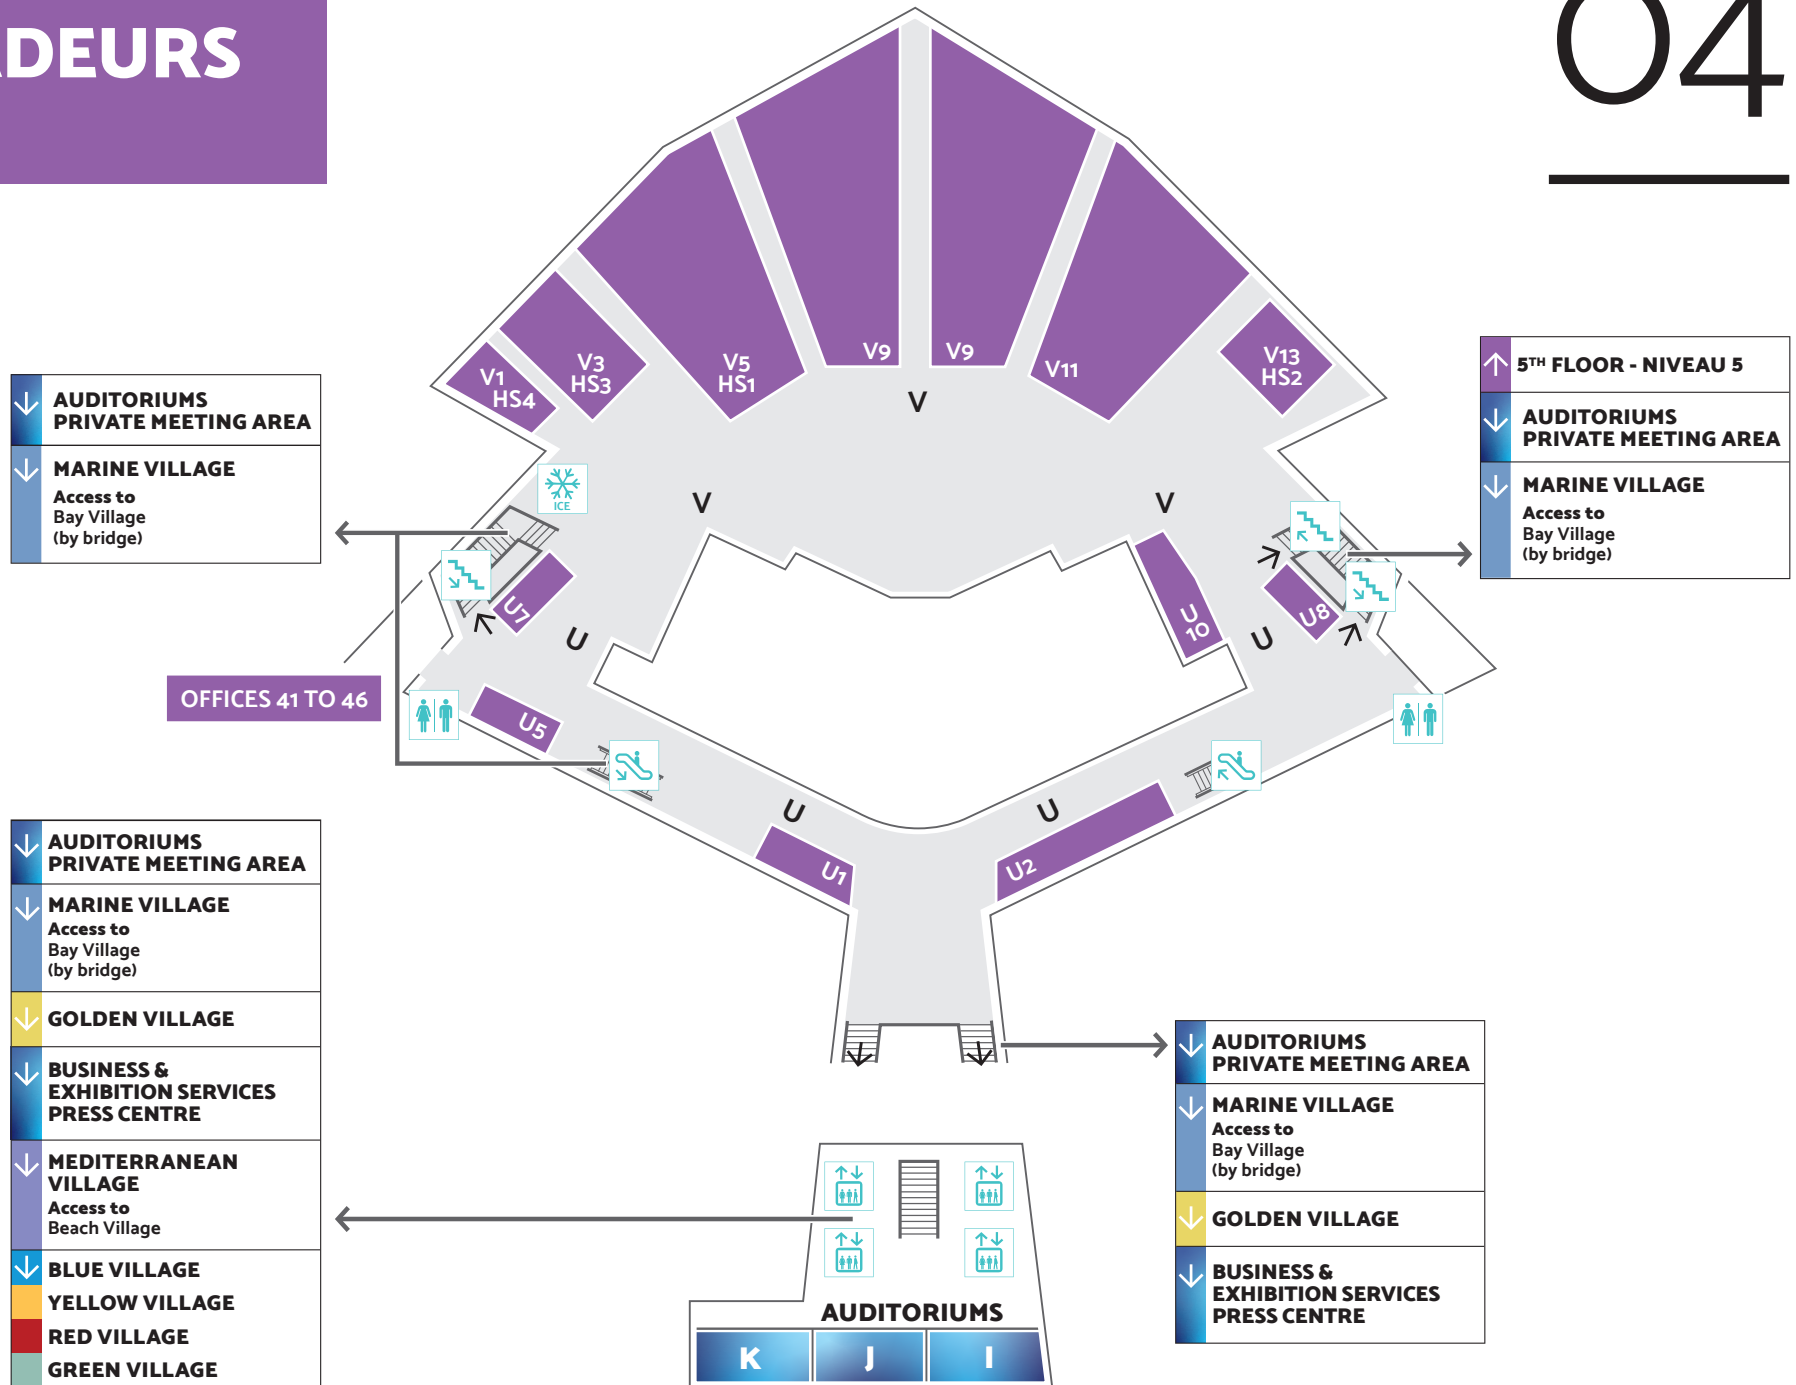 DEURS
04
V9
V9
V5
HS1
V11
V3
HS3
V1
HS4
V13
HS2
V
V
V
ICE
AUDITORIUMS
PRIVATE MEETING AREA
MARINE VILLAGE
Access to
Bay Village
(by bridge)
5TH FLOOR - NIVEAU 5
AUDITORIUMS
PRIVATE MEETING AREA
MARINE VILLAGE
Access to
Bay Village
(by bridge)
U7
U
U
10
U8
U
OFFICES 41 TO 46
U5
U
U
U1
U2
AUDITORIUMS
PRIVATE MEETING AREA
MARINE VILLAGE
Access to
Bay Village
(by bridge)
GOLDEN VILLAGE
BUSINESS &
EXHIBITION SERVICES
PRESS CENTRE
MEDITERRANEAN
VILLAGE
Access to
Beach Village
BLUE VILLAGE
YELLOW VILLAGE
RED VILLAGE
GREEN VILLAGE
AUDITORIUMS
PRIVATE MEETING AREA
MARINE VILLAGE
Access to
Bay Village
(by bridge)
GOLDEN VILLAGE
BUSINESS &
EXHIBITION SERVICES
PRESS CENTRE
AUDITORIUMS
K
J
I